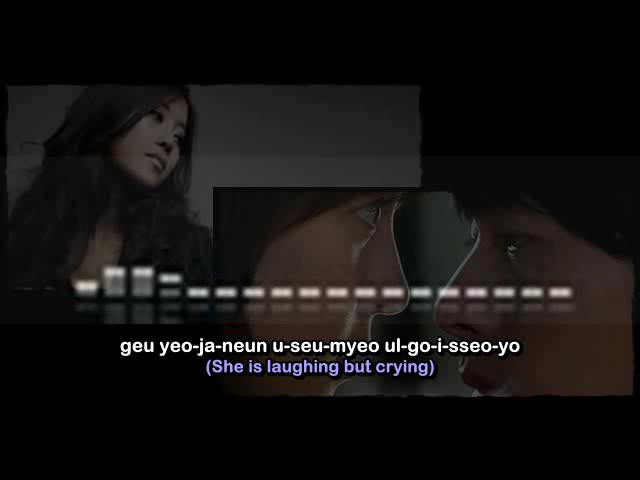 geu yeo-ja-neun u-seu-myeo ul-go-i-sseo-yo
(She is laughing but crying)